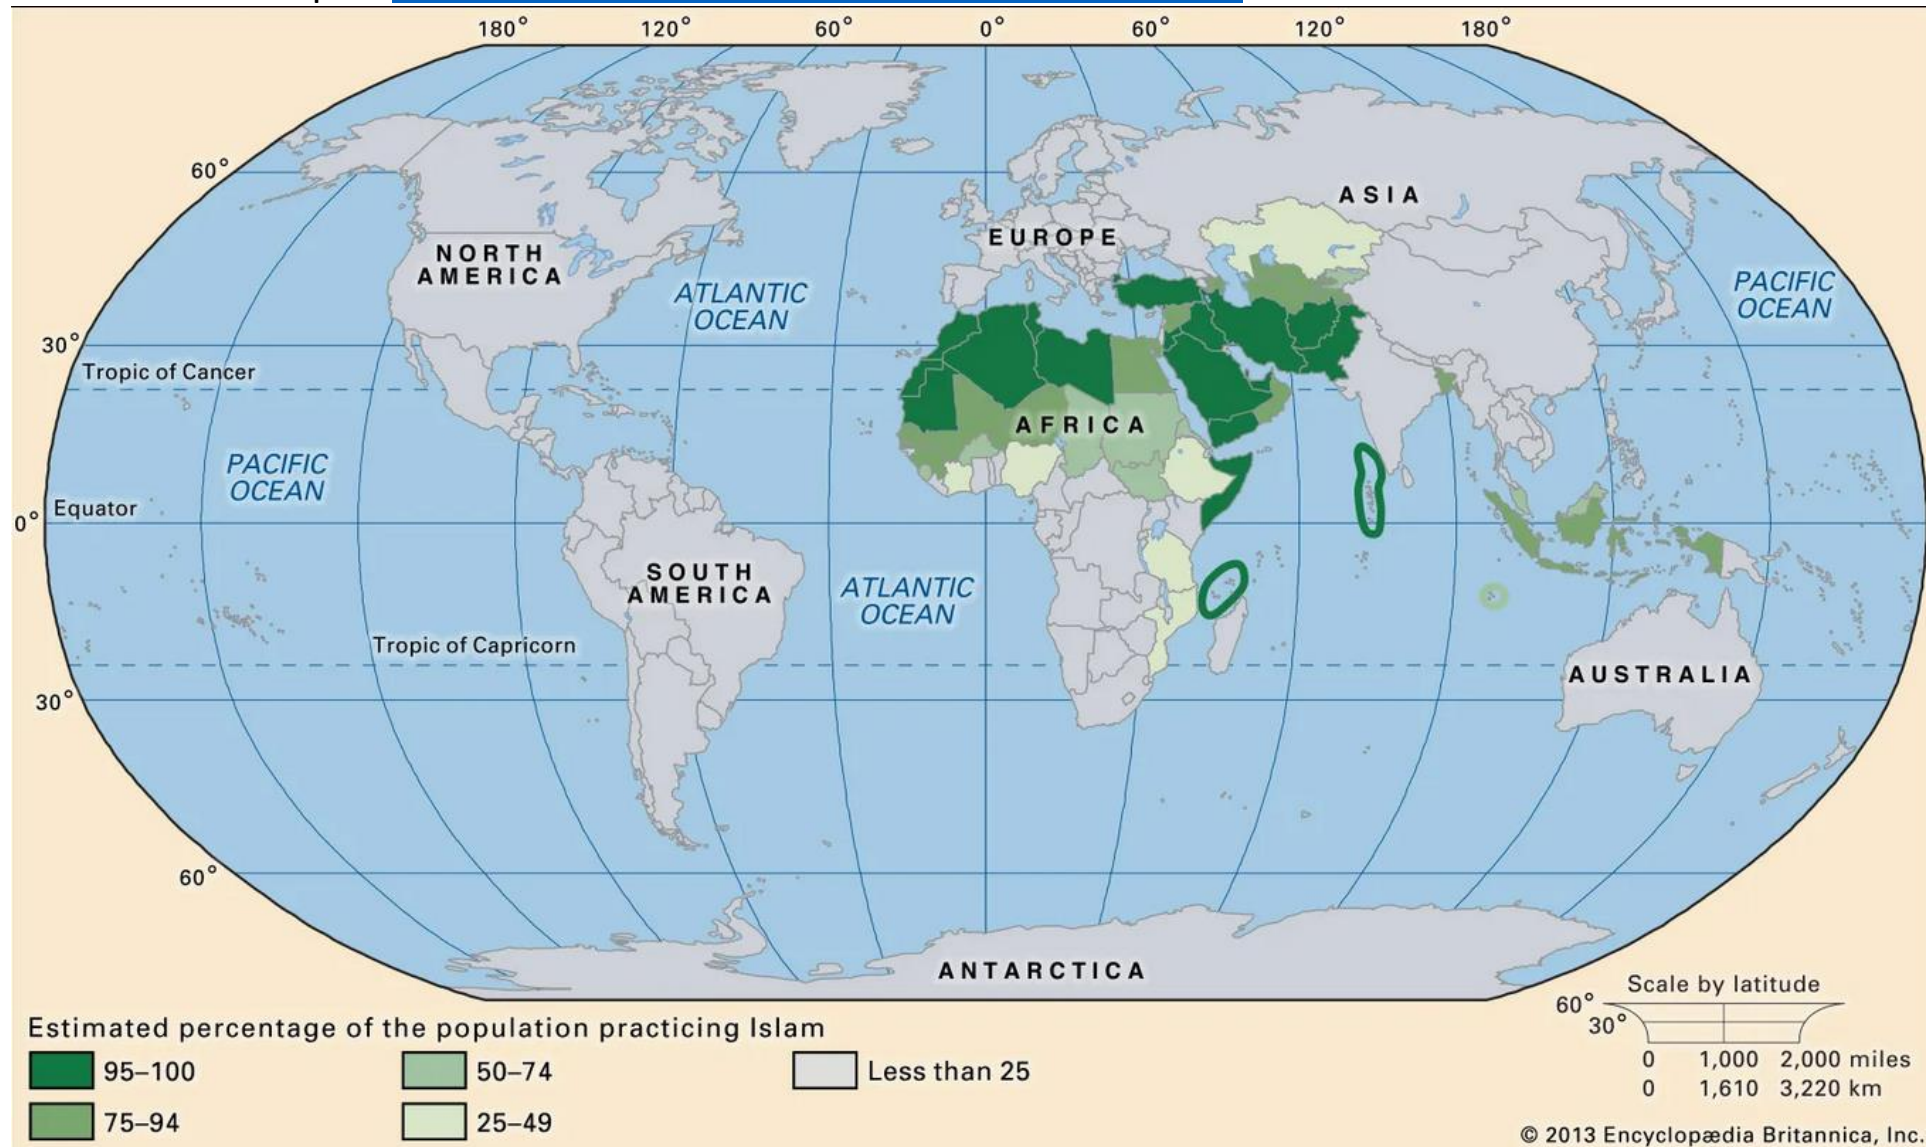 180° 120° 60° 0° 60° 120° 180°
60°
ASIA
EUROPE
NORTH
AMERICA
ATLANTIC
OCEAN
PACIFIC
OCEAN
30°
Tropic of Cancer
AFRICA
PACIFIC
OCEAN
Equator
0°
SOUTH
AMERICA
ATLANTIC
OCEAN
Tropic of Capricorn
AUSTRALIA
30°
60°
ANTARCTICA
Scale by latitude
60°
30°
0 1,000 2,000 miles
0 1,610 3,220 km
Estimated percentage of the population practicing Islam
95–100
75–94
50–74
25–49
Less than 25
© 2013 Encyclopædia Britannica, Inc.